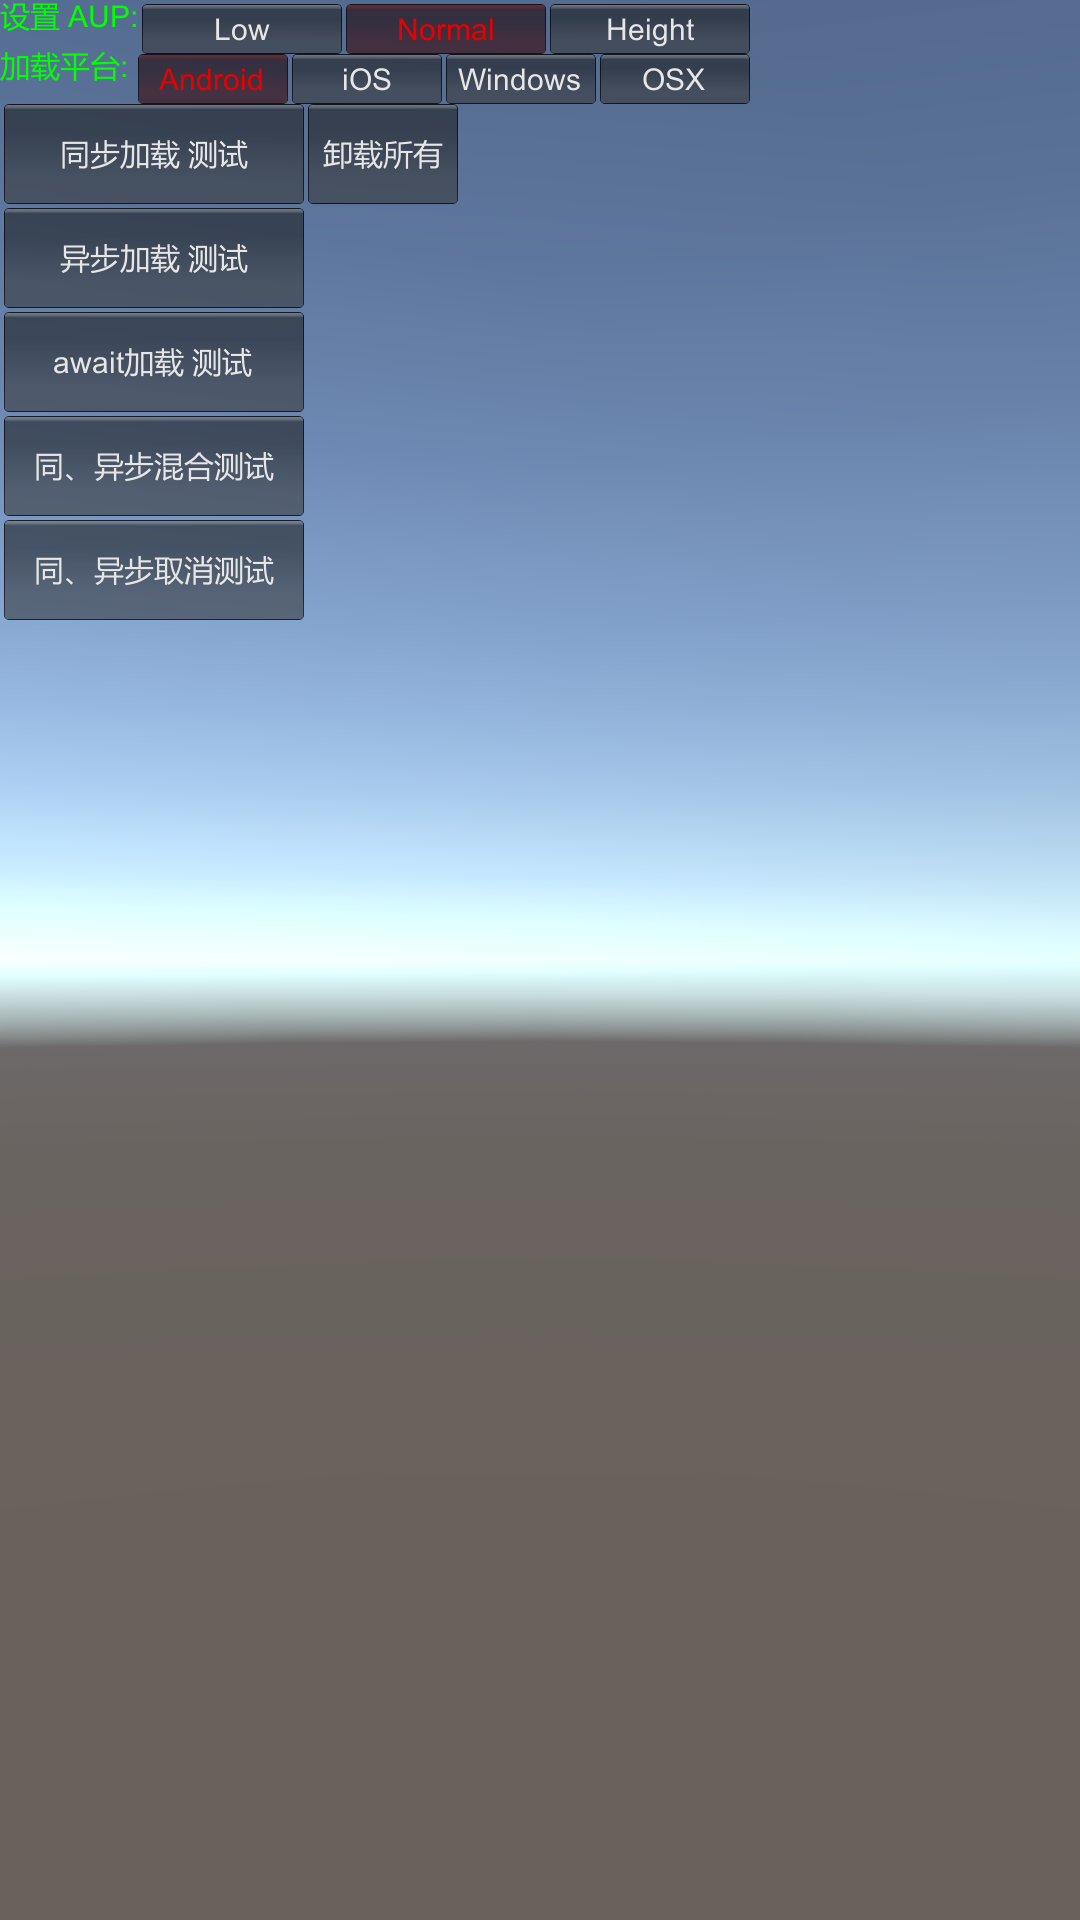 设置 AUP: Low Normal Height
加载平台: Android iOS Windows OSX
同步加载 测试 卸载所有
异步加载 测试
await加载 测试
同、异步混合测试
同、异步取消测试